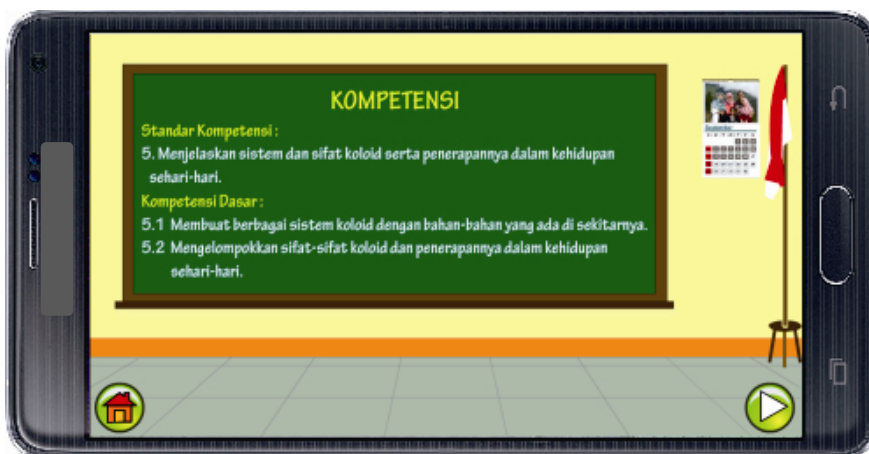 KOMPETENSI
Standar Kompetensi :
5. Menjelaskan sistem dan sifat koloid serta penerapannya dalam kehidupan
sehari-hari.
Kompetensi Dasar :
5.1 Membuat berbagai sistem koloid dengan bahan-bahan yang ada di sekitarnya.
5.2 Mengelompokkan sifat-sifat koloid dan penerapannya dalam kehidupan
sehari-hari.
September